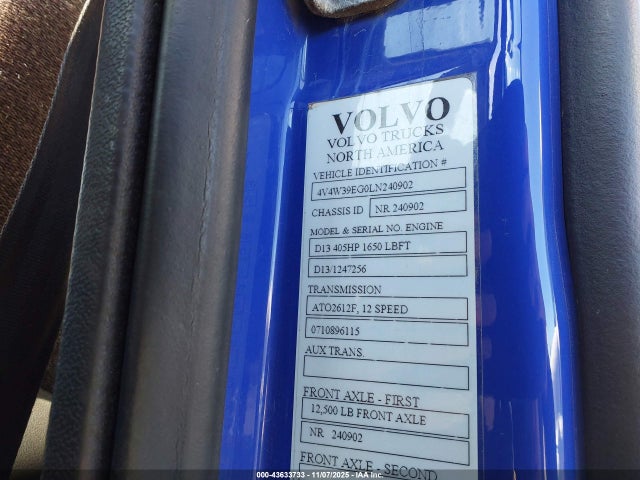 VOLVO
VOLVO TRUCKS
NORTH AMERICA
VEHICLE IDENTIFICATION #
4V4W39EG0LN240902
CHASSIS ID NR 240902
MODEL & SERIAL NO. ENGINE
D13 405HP 1650 LBFT
D13/1247256
TRANSMISSION
ATO2612F, 12 SPEED
0710896115
AUX TRANS.
FRONT AXLE - FIRST
12,500 LB FRONT AXLE
NR 240902
FRONT AXLE - SECOND
000-43633733 - 11/07/2025 - IAA Inc.